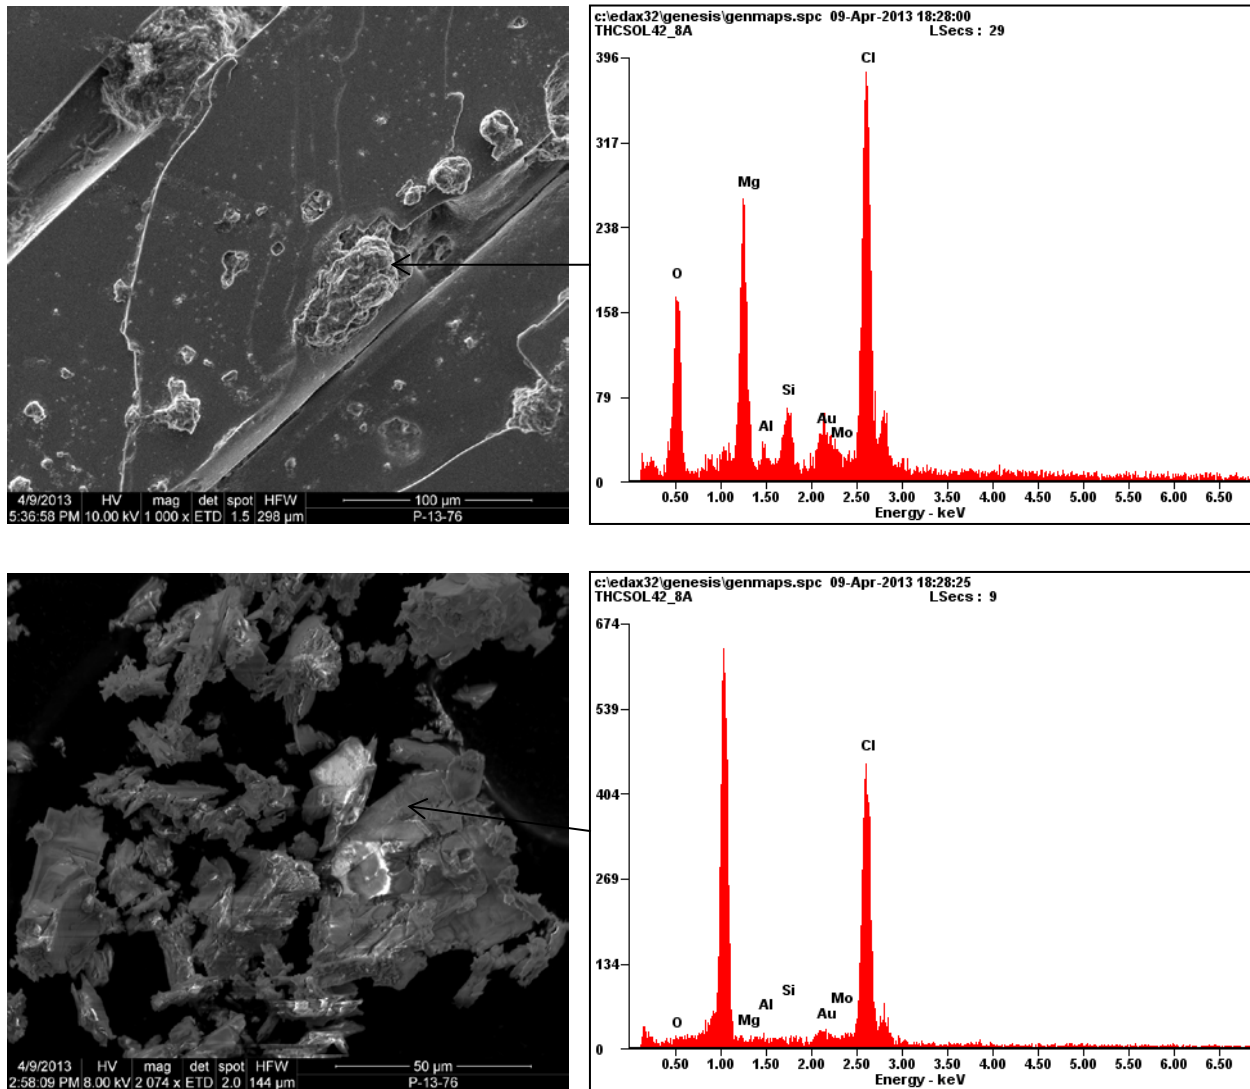 c:\edax32\genesis\genmaps.spc 09-Apr-2013 18:28:00
THCSOL42_8A LSecs : 29
396
Cl
317
Mg
238
O
158
Si
79
Al
Au
Mo
0
0.50 1.00 1.50 2.00 2.50 3.00 3.50 4.00 4.50 5.00 5.50 6.00 6.50
Energy - keV
4/9/2013 HV mag det spot HFW 100 µm
5:36:58 PM 10.00 kV 1 000 x ETD 1.5 298 µm P-13-76
c:\edax32\genesis\genmaps.spc 09-Apr-2013 18:28:25
THCSOL42_8A LSecs : 9
674
539
Cl
404
269
134
Si
Al
Mo
Au
Mg
O
0
0.50 1.00 1.50 2.00 2.50 3.00 3.50 4.00 4.50 5.00 5.50 6.00 6.50
Energy - keV
4/9/2013 HV mag det spot HFW 50 µm
2:58:09 PM 8.00 kV 2 074 x ETD 2.0 144 µm P-13-76